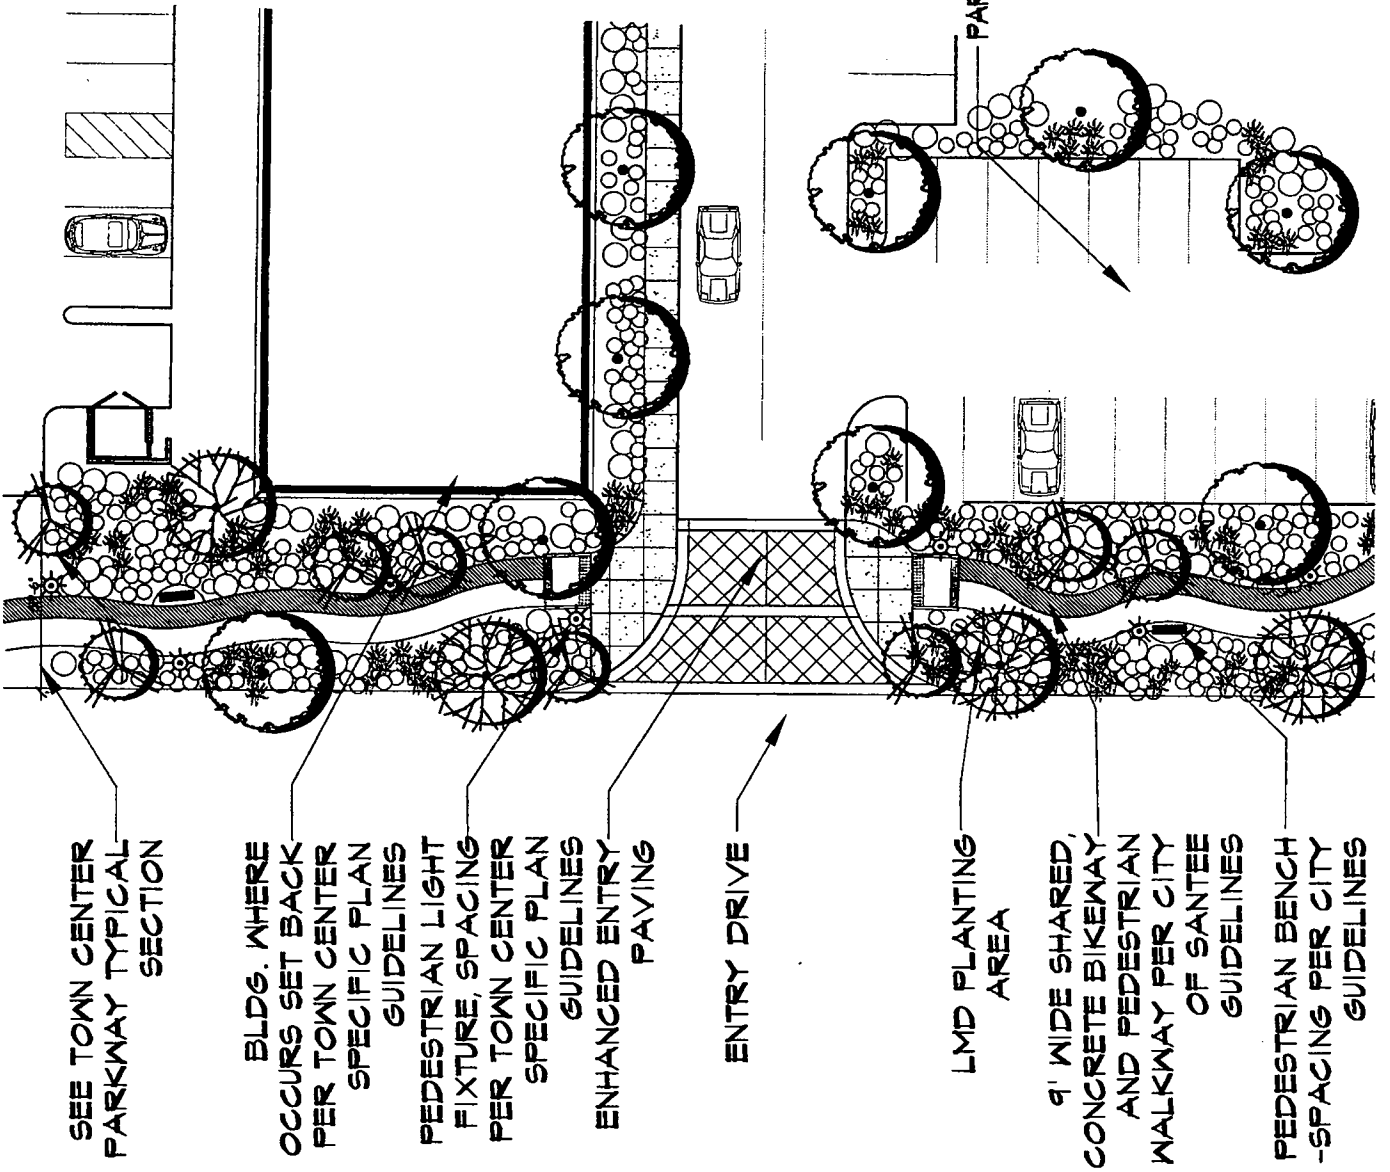 SEE TOWN CENTER
PARKWAY TYPICAL
SECTION
BLDG. WHERE
OCCURS SET BACK
PER TOWN CENTER
SPECIFIC PLAN
GUIDELINES
PEDESTRIAN LIGHT
FIXTURE, SPACING
PER TOWN CENTER
SPECIFIC PLAN
GUIDELINES
ENHANCED ENTRY
PAVING
ENTRY DRIVE
LMD PLANTING
AREA
9' WIDE SHARED,
CONCRETE BIKEWAY
AND PEDESTRIAN
WALKWAY PER CITY
OF SANTEE
GUIDELINES
PEDESTRIAN BENCH
-SPACING PER CITY
GUIDELINES